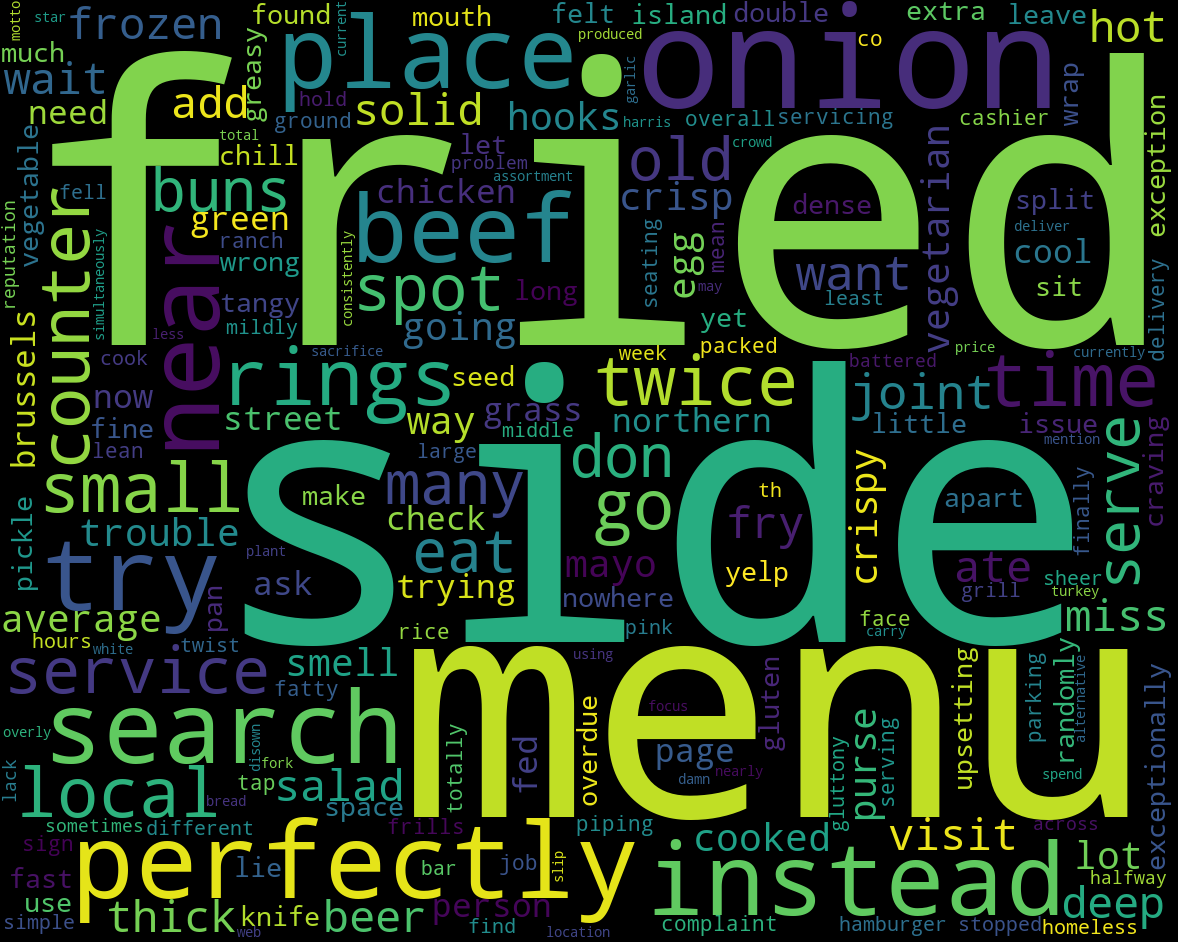 motto
star
frozen
found
mouth
current
place
felt
island
produced
double
onion
co
extra
leave
hot
much
wait
need
add
greasy
hold
ground
solid
hooks
garlic
harris
overall
servicing
cashier
wrap
exception
fried
vegetable
total
chill
let
problem
assortment
old
crowd
fell
buns
chicken
beef
crisp
dense
vegetarian
split
deliver
reputation
counter
simultaneously
near
green
ranch
wrong
consistently
spot
long
seating
egg
mean
may
want
least
cool
sit
delivery
tangy
mildly
less
going
yet
brussels
cook
sacrifice
week
packed
battered
price
currently
now
rings
seed
twice
joint
time
fine
street
way
grass
northern
little
issue
craving
lean
large
middle
don
mention
small
side
many
make
check
go
th
fry
crispy
apart
serve
finally
pickle
trouble
plant
eat
try
ask
trying
mayo
yelp
ate
grill
sheer
turkey
pan
nowhere
average
rice
pink
face
carry
miss
hours
white
twist
service
smell
fatty
using
menu
gluten
upsetting
parking
randomly
alternative
exceptionally
overly
search
disown
fork
totally
fed
overdue
focus
page
damn
nearly
purse
serving
gluttony
spend
lack
local
bread
tap
salad
space
sometimes
different
frills
piping
cooked
visit
across
sign
perfectly
lie
bar
job
slip
instead
lot
halfway
fast
use
simple
thick
knife
web
beer
person
find
location
complaint
hamburger
stopped
homeless
deep